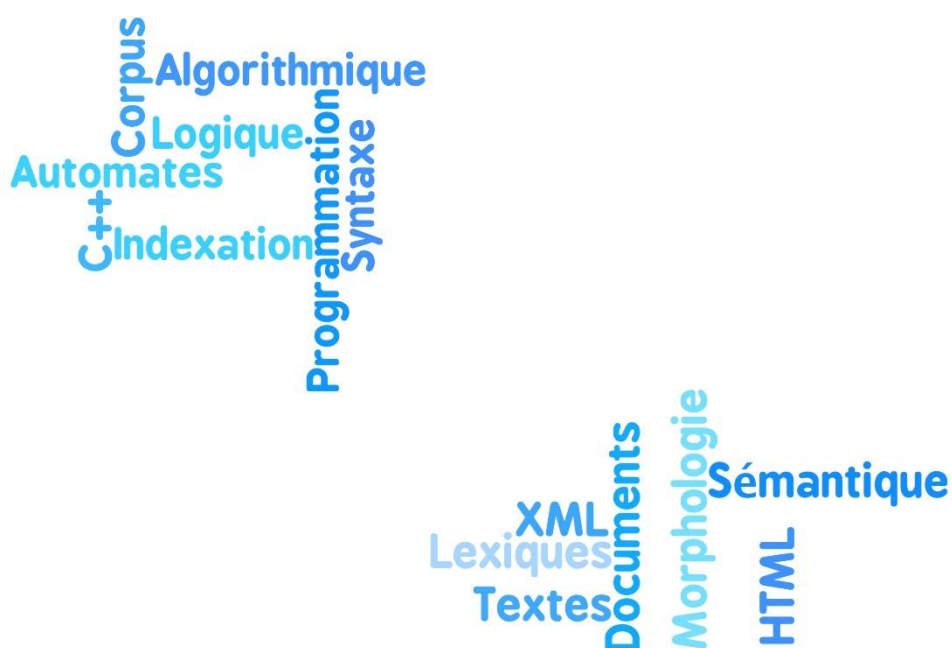 Corpus
Algorithmique
Logique
Programmation
Syntaxe
Automates
C++
Indexation
Morphologie
Documents
Sémantique
XML
Lexiques
HTML
Textes